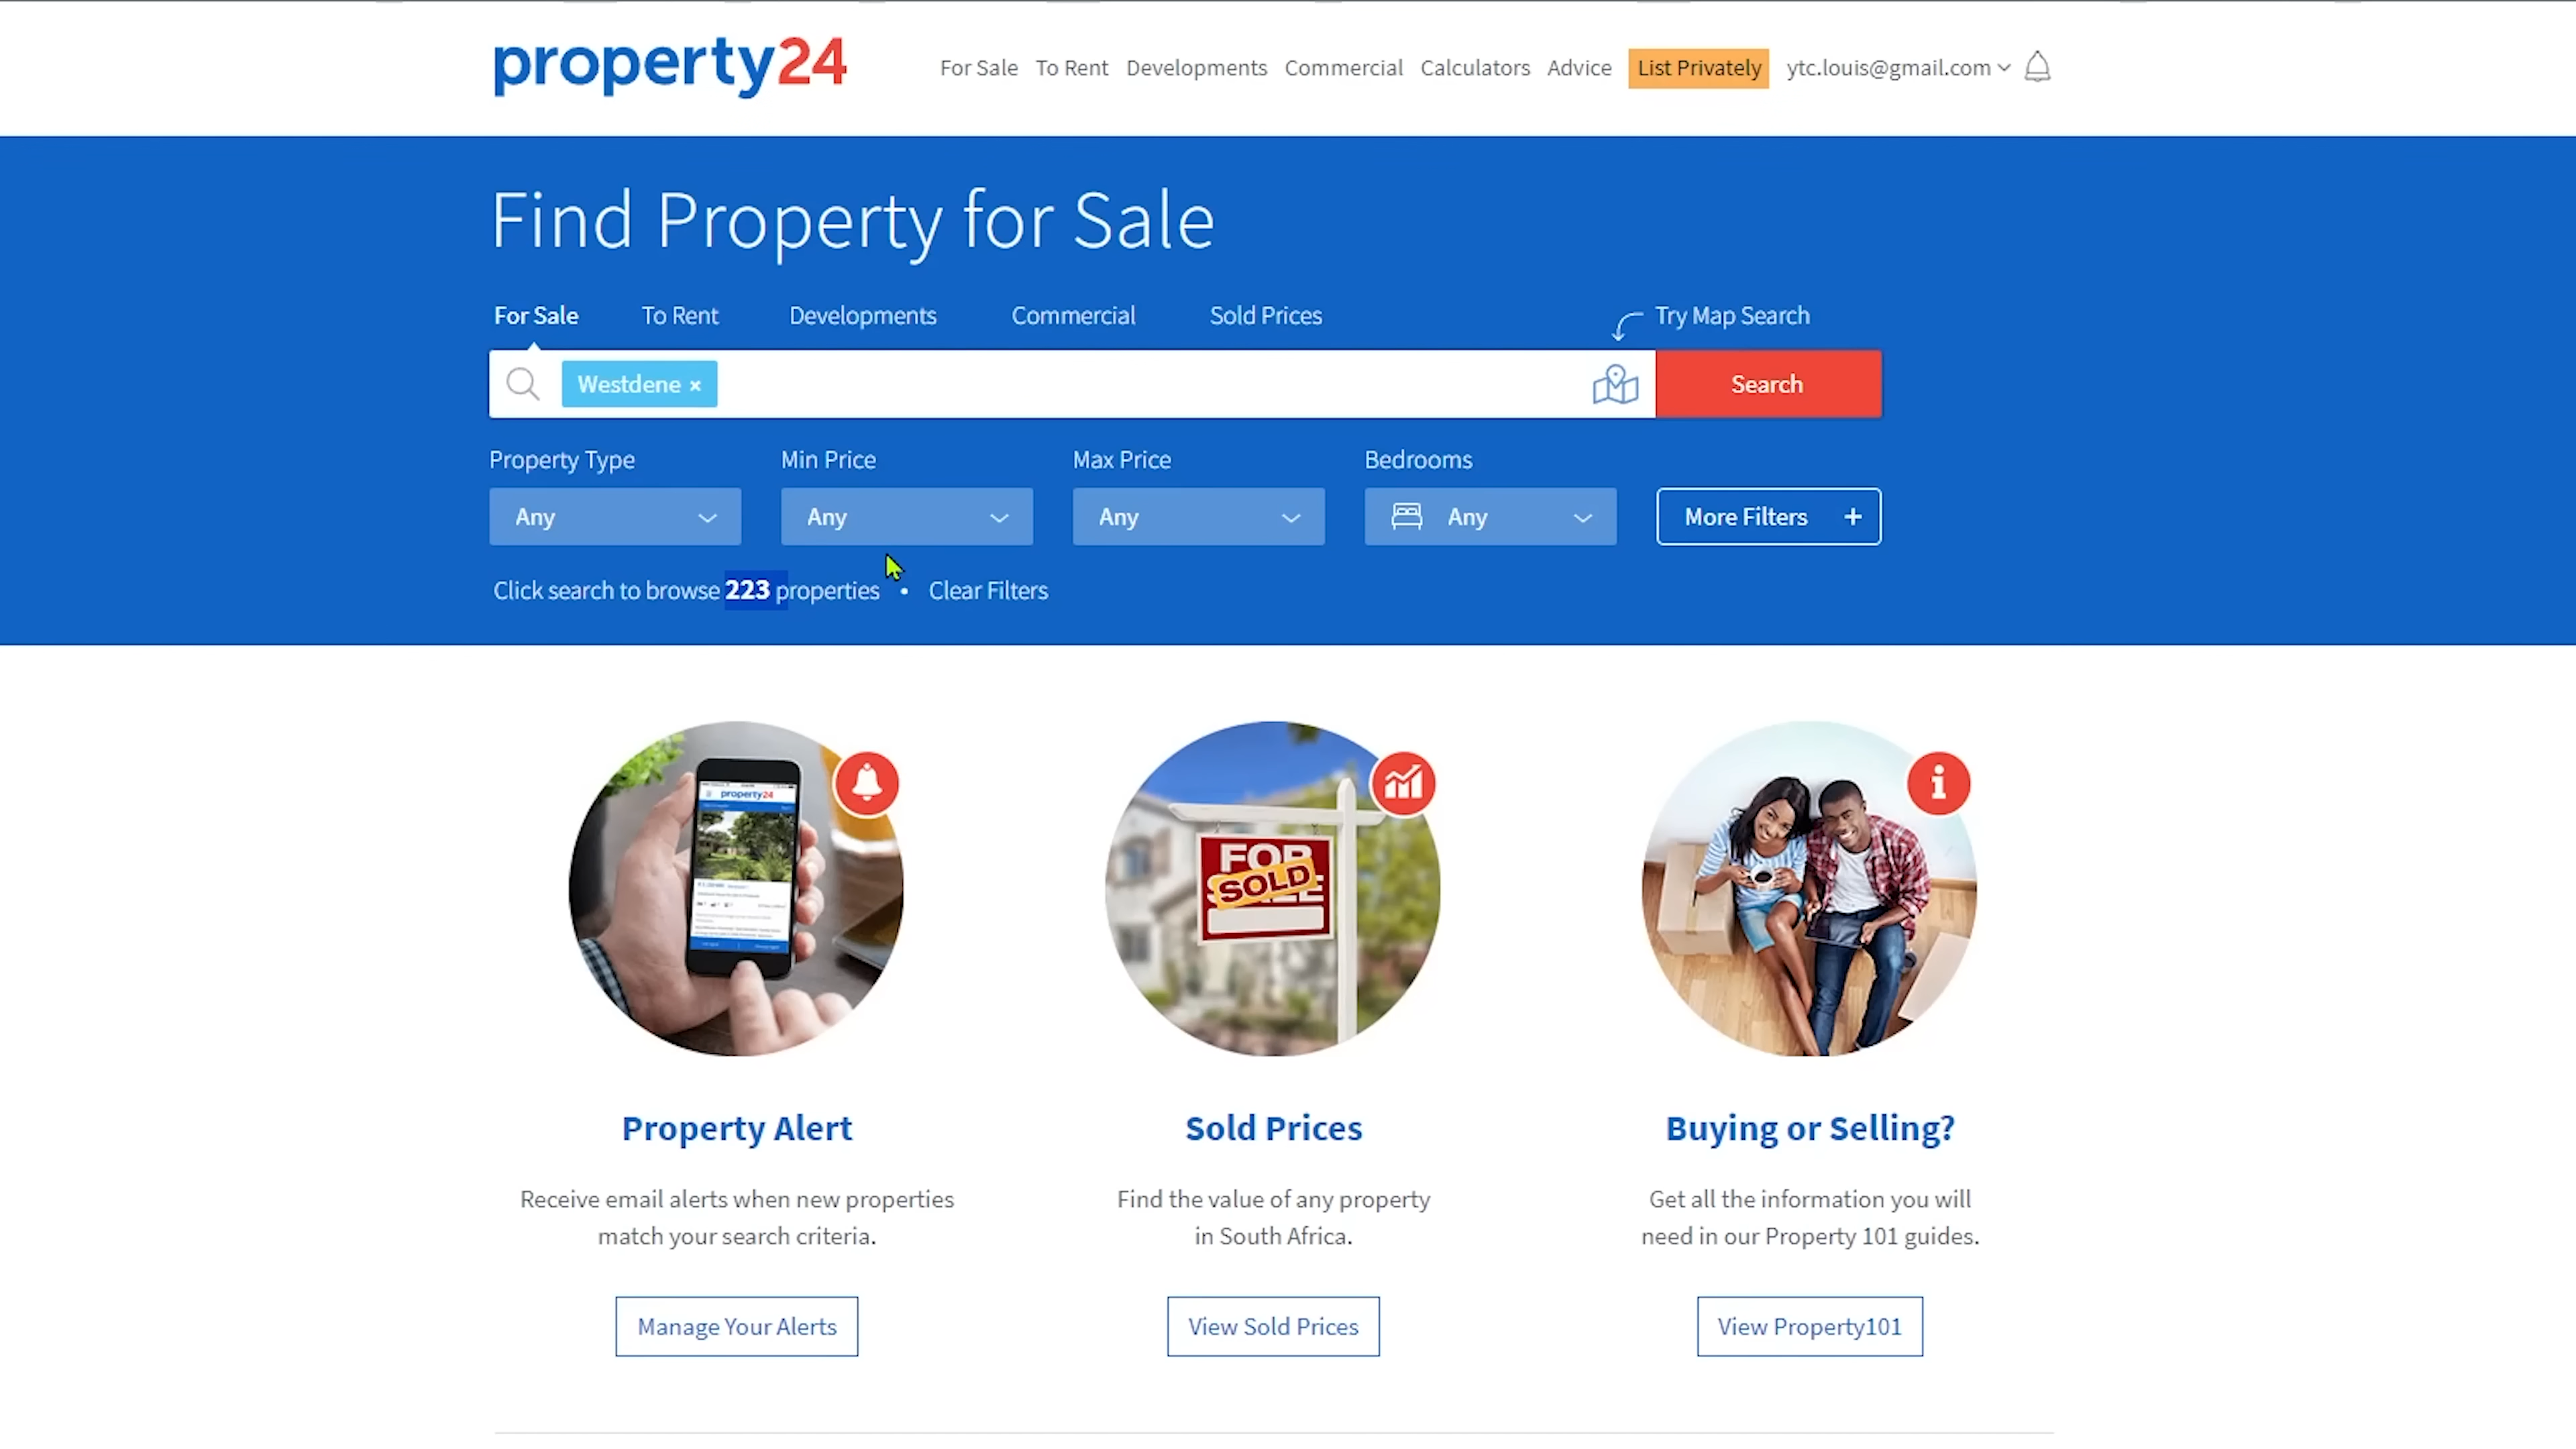 property24
For Sale To Rent Developments Commercial Calculators Advice List Privately ytc.louis@gmail.com
Find Property for Sale
For Sale To Rent Developments Commercial Sold Prices Try Map Search
Westdene × Search
Property Type Min Price Max Price Bedrooms
Any Any Any Any More Filters +
Click search to browse 223 properties • Clear Filters
property24
FOR
SOLD
Property Alert
Receive email alerts when new properties
match your search criteria.
Manage Your Alerts
Sold Prices
Find the value of any property
in South Africa.
View Sold Prices
Buying or Selling?
Get all the information you will
need in our Property 101 guides.
View Property101